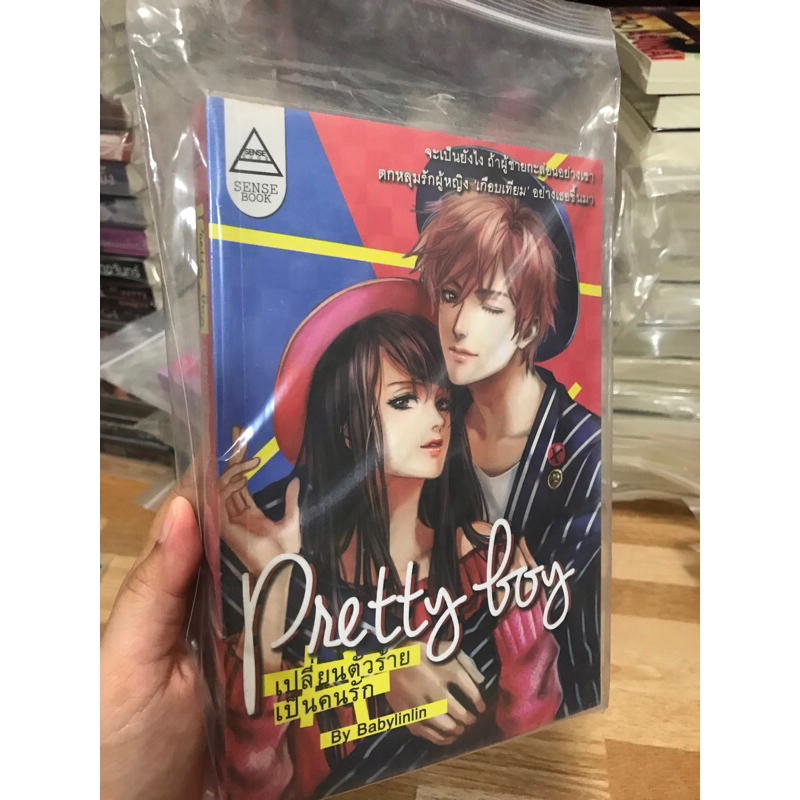 SENSE
SENSE
BOOK
จะเป็นยังไง ถ้าผู้ชายกะล่อนอย่างเขา
ตกหลุมรักผู้หญิง 'เกือบเทียม' อย่างเธอขึ้นมา
Pretty boy
เปลี่ยนตัวร้าย
เป็นคนรัก
By Babylinlin